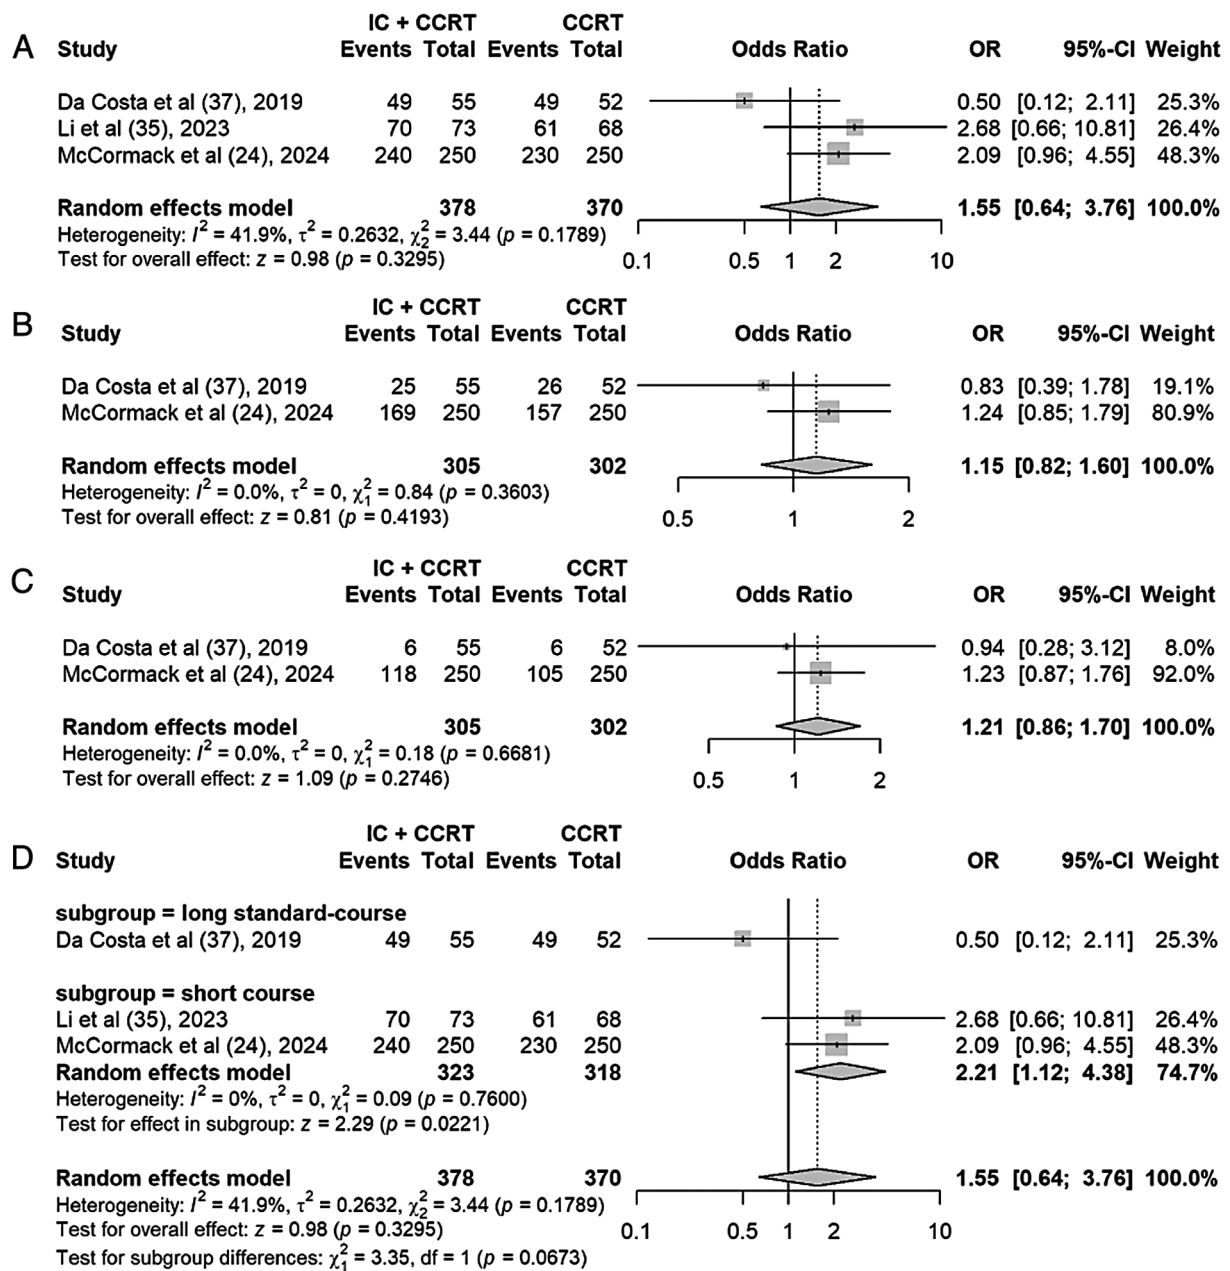 A
IC + CCRT CCRT
Study Events Total Events Total Odds Ratio OR 95%-CI Weight
Da Costa et al (37), 2019 49 55 49 52 0.50 [0.12; 2.11] 25.3%
Li et al (35), 2023 70 73 61 68 2.68 [0.66; 10.81] 26.4%
McCormack et al (24), 2024 240 250 230 250 2.09 [0.96; 4.55] 48.3%
Random effects model 378 370 1.55 [0.64; 3.76] 100.0%
Heterogeneity: I² = 41.9%, τ² = 0.2632, χ²₂ = 3.44 (p = 0.1789)
Test for overall effect: z = 0.98 (p = 0.3295)
0.1 0.5 1 2 10
B
IC + CCRT CCRT
Study Events Total Events Total Odds Ratio OR 95%-CI Weight
Da Costa et al (37), 2019 25 55 26 52 0.83 [0.39; 1.78] 19.1%
McCormack et al (24), 2024 169 250 157 250 1.24 [0.85; 1.79] 80.9%
Random effects model 305 302 1.15 [0.82; 1.60] 100.0%
Heterogeneity: I² = 0.0%, τ² = 0, χ²₁ = 0.84 (p = 0.3603)
Test for overall effect: z = 0.81 (p = 0.4193)
0.5 1 2
C
IC + CCRT CCRT
Study Events Total Events Total Odds Ratio OR 95%-CI Weight
Da Costa et al (37), 2019 6 55 6 52 0.94 [0.28; 3.12] 8.0%
McCormack et al (24), 2024 118 250 105 250 1.23 [0.87; 1.76] 92.0%
Random effects model 305 302 1.21 [0.86; 1.70] 100.0%
Heterogeneity: I² = 0.0%, τ² = 0, χ²₁ = 0.18 (p = 0.6681)
Test for overall effect: z = 1.09 (p = 0.2746)
0.5 1 2
D
IC + CCRT CCRT
Study Events Total Events Total Odds Ratio OR 95%-CI Weight
subgroup = long standard-course
Da Costa et al (37), 2019 49 55 49 52 0.50 [0.12; 2.11] 25.3%
subgroup = short course
Li et al (35), 2023 70 73 61 68 2.68 [0.66; 10.81] 26.4%
McCormack et al (24), 2024 240 250 230 250 2.09 [0.96; 4.55] 48.3%
Random effects model 323 318 2.21 [1.12; 4.38] 74.7%
Heterogeneity: I² = 0%, τ² = 0, χ²₁ = 0.09 (p = 0.7600)
Test for effect in subgroup: z = 2.29 (p = 0.0221)
Random effects model 378 370 1.55 [0.64; 3.76] 100.0%
Heterogeneity: I² = 41.9%, τ² = 0.2632, χ²₂ = 3.44 (p = 0.1789)
Test for overall effect: z = 0.98 (p = 0.3295)
0.1 0.5 1 2 10
Test for subgroup differences: χ²₁ = 3.35, df = 1 (p = 0.0673)